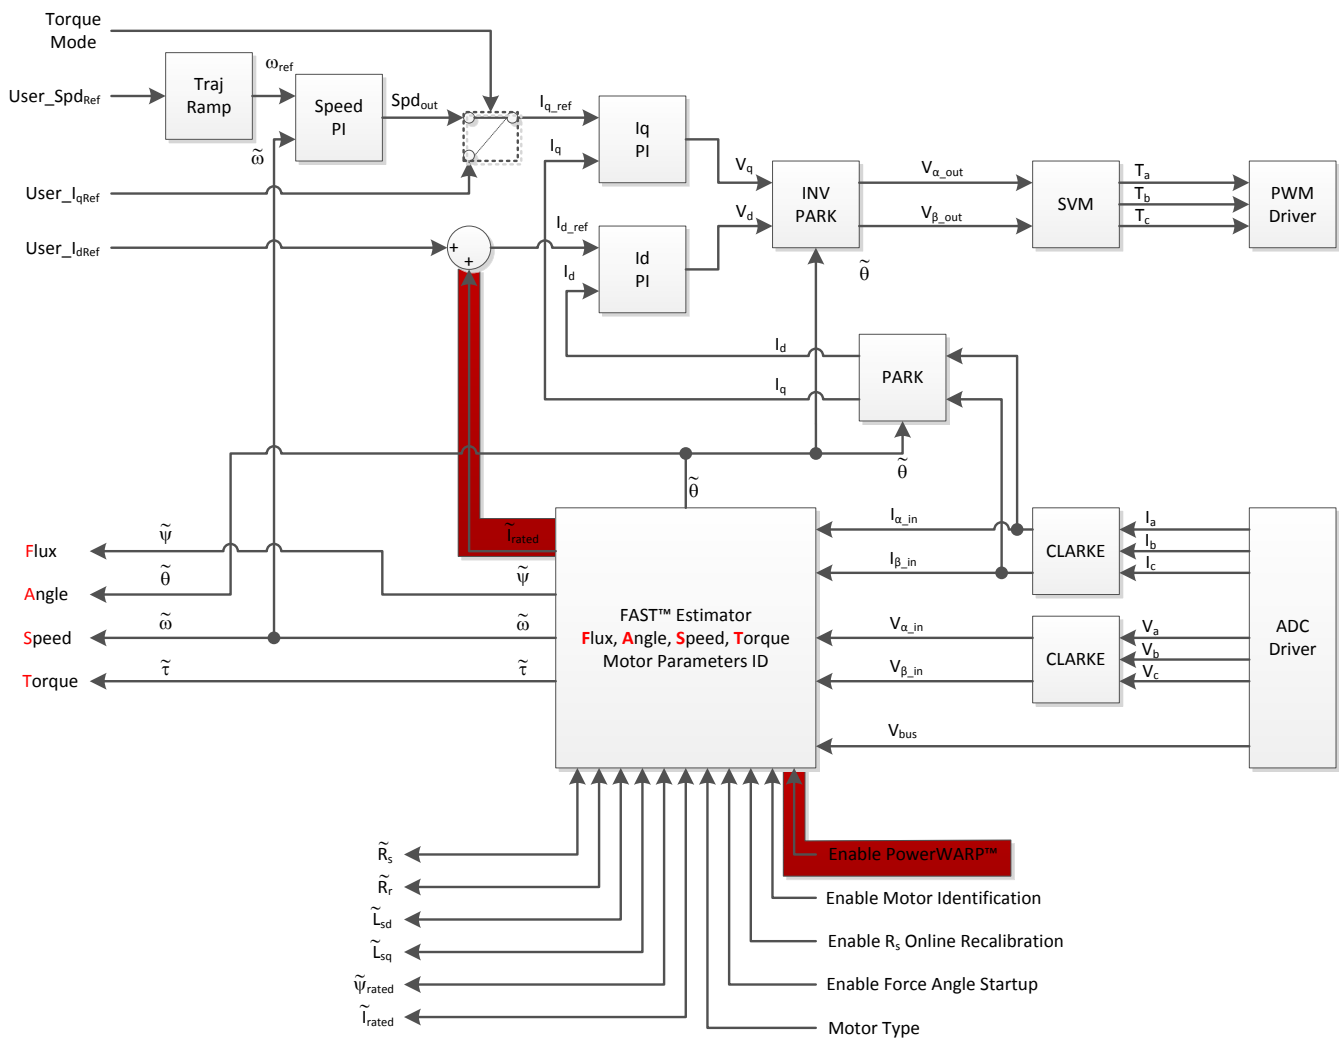 Torque
Mode
User_SpdRef
Traj
Ramp
ωref
Speed
PI
ω̃
Spdout
Iq_ref
Iq
Iq
PI
User_IqRef
User_IdRef
+
+
Id_ref
Id
Id
PI
Vq
Vd
INV
PARK
Vα_out
Vβ_out
θ̃
SVM
Ta
Tb
Tc
PWM
Driver
Id
Iq
PARK
θ̃
θ̃
Ĩrated
ψ̃
ω̃
τ̃
Flux
ψ̃
Angle
θ̃
Speed
ω̃
Torque
τ̃
FAST™ Estimator
Flux, Angle, Speed, Torque
Motor Parameters ID
Iα_in
Iβ_in
CLARKE
Ia
Ib
Ic
Vα_in
Vβ_in
CLARKE
Va
Vb
Vc
Vbus
ADC
Driver
R̃s
R̃r
L̃sd
L̃sq
ψ̃rated
Ĩrated
Enable PowerWARP™
Enable Motor Identification
Enable Rs Online Recalibration
Enable Force Angle Startup
Motor Type